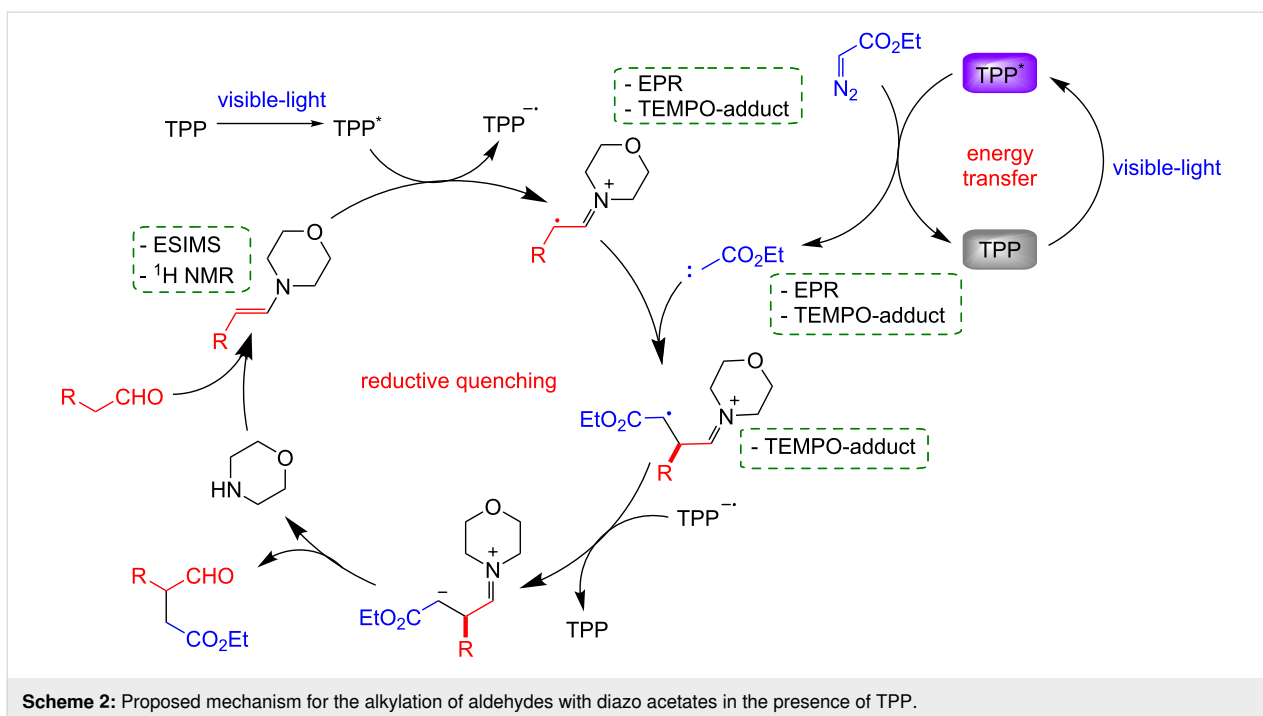 CO₂Et
N₂
TPP*
- EPR
- TEMPO-adduct
visible-light
TPP
TPP*
TPP⁻•
energy
transfer
visible-light
O
+
N
R
- ESIMS
- ¹H NMR
O
N
R
:
CO₂Et
TPP
- EPR
- TEMPO-adduct
reductive quenching
R
CHO
O
EtO₂C
+
N
R
- TEMPO-adduct
O
HN
TPP⁻•
O
+
N
R
CHO
CO₂Et
−
EtO₂C
R
TPP
Scheme 2: Proposed mechanism for the alkylation of aldehydes with diazo acetates in the presence of TPP.